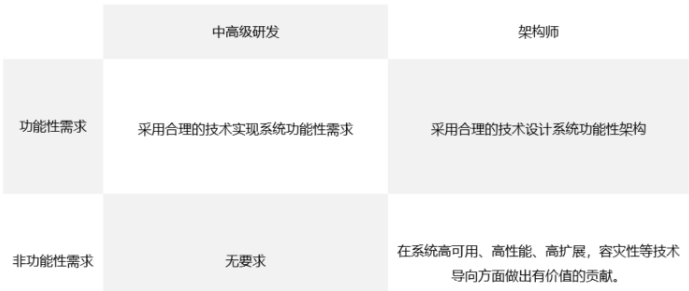 中高级研发
架构师
功能性需求
采用合理的技术实现系统功能性需求
采用合理的技术设计系统功能性架构
非功能性需求
无要求
在系统高可用、高性能、高扩展，容灾性等技术
导向方面做出有价值的贡献。